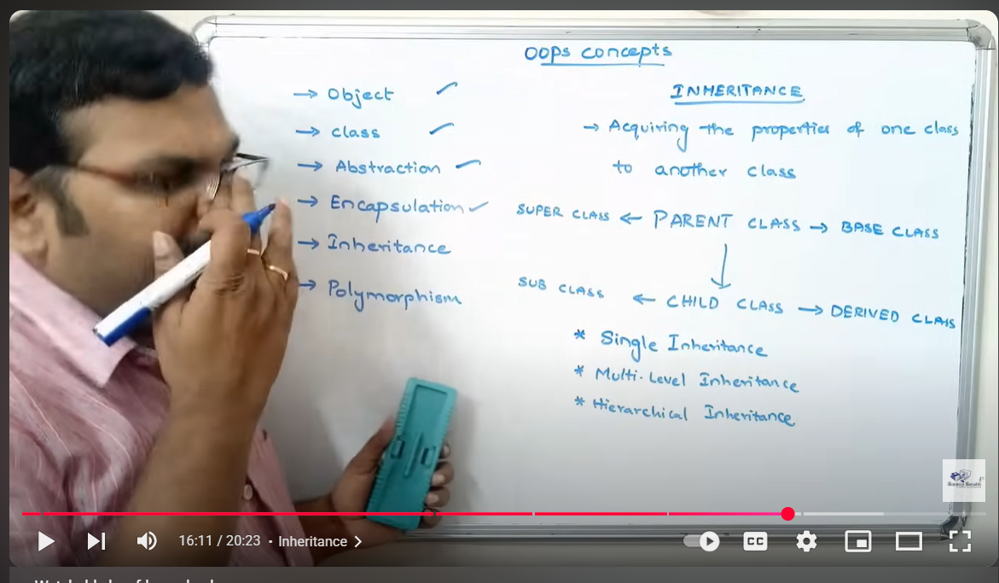 OOPS CONCEPTS
→ Object ✓
→ class ✓
→ Abstraction ✓
→ Encapsulation ✓
→ Inheritance
→ Polymorphism
INHERITANCE
→ Acquiring the properties of one class
to another class
SUPER CLASS ← PARENT CLASS → BASE CLASS
SUB CLASS ← CHILD CLASS → DERIVED CLASS
* Single Inheritance
* Multi-Level Inheritance
* Hierarchical Inheritance
16:11 / 20:23 • Inheritance >
CC